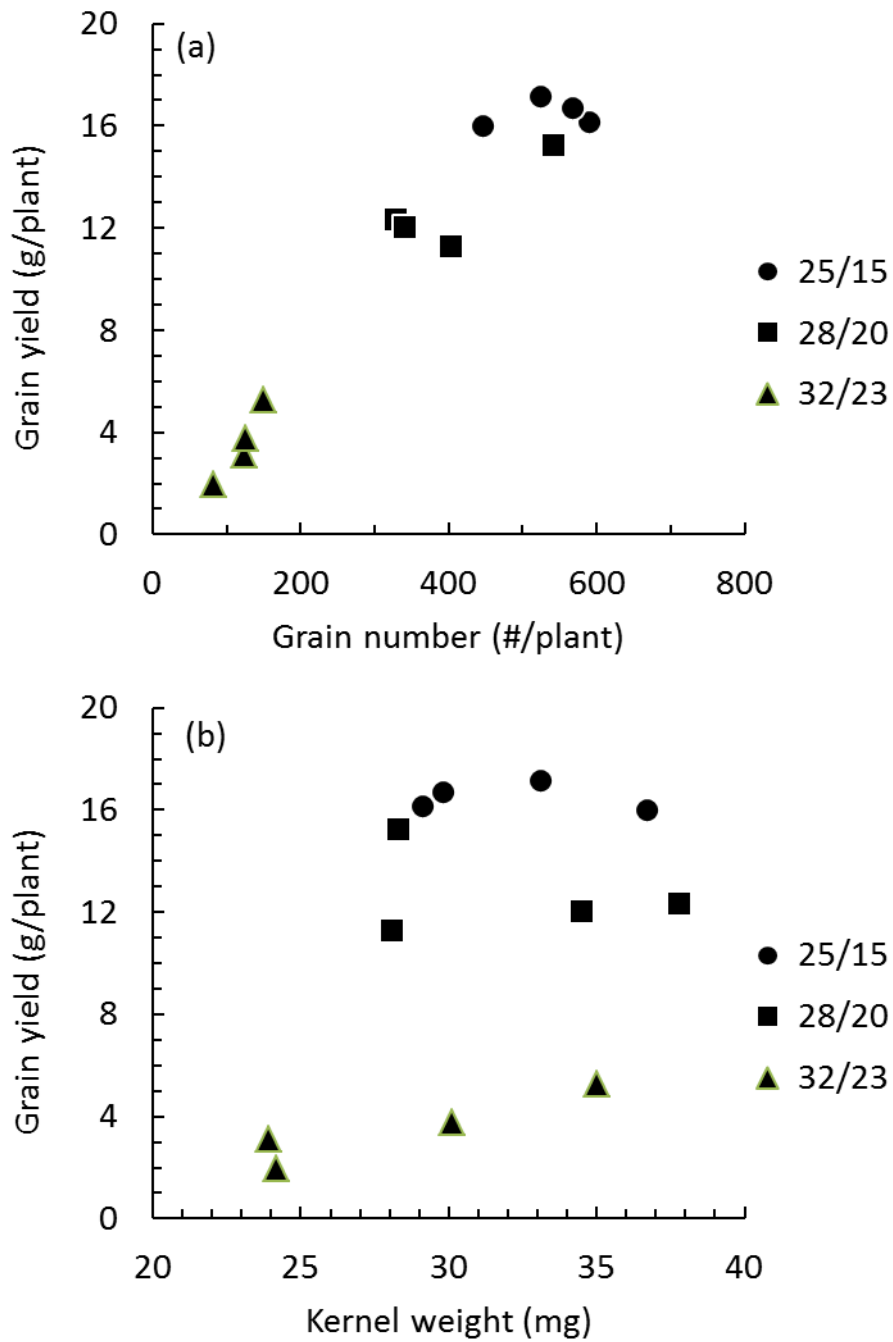 (a)
Grain yield (g/plant)
20
16
12
8
4
0
0 200 400 600 800
Grain number (#/plant)
25/15
28/20
32/23
(b)
Grain yield (g/plant)
20
16
12
8
4
0
20 25 30 35 40
Kernel weight (mg)
25/15
28/20
32/23